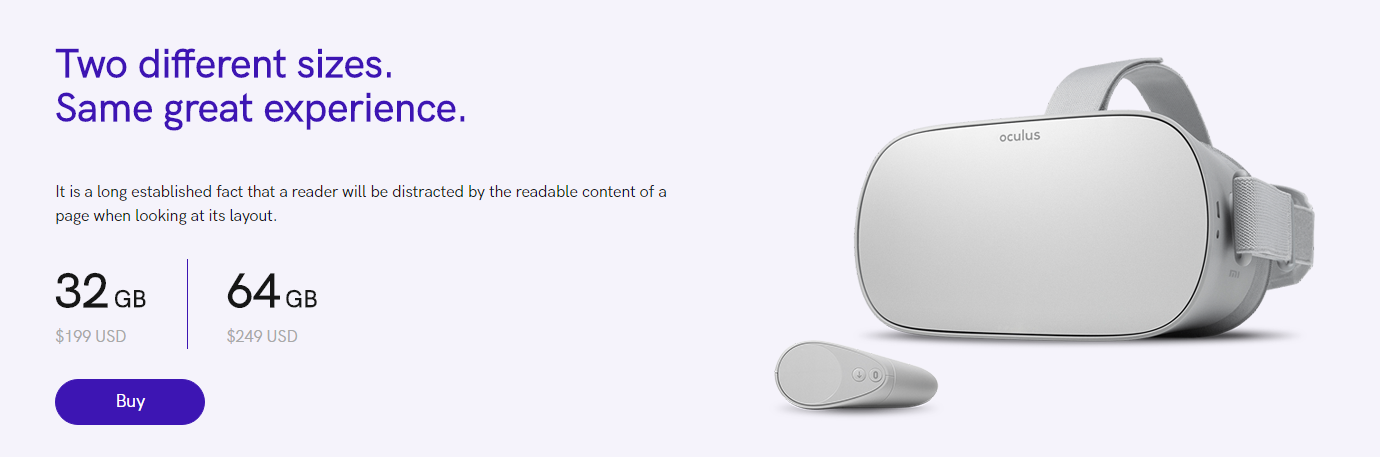 Two different sizes.
Same great experience.
It is a long established fact that a reader will be distracted by the readable content of a
page when looking at its layout.
32 GB
$199 USD
64 GB
$249 USD
Buy
oculus
mi